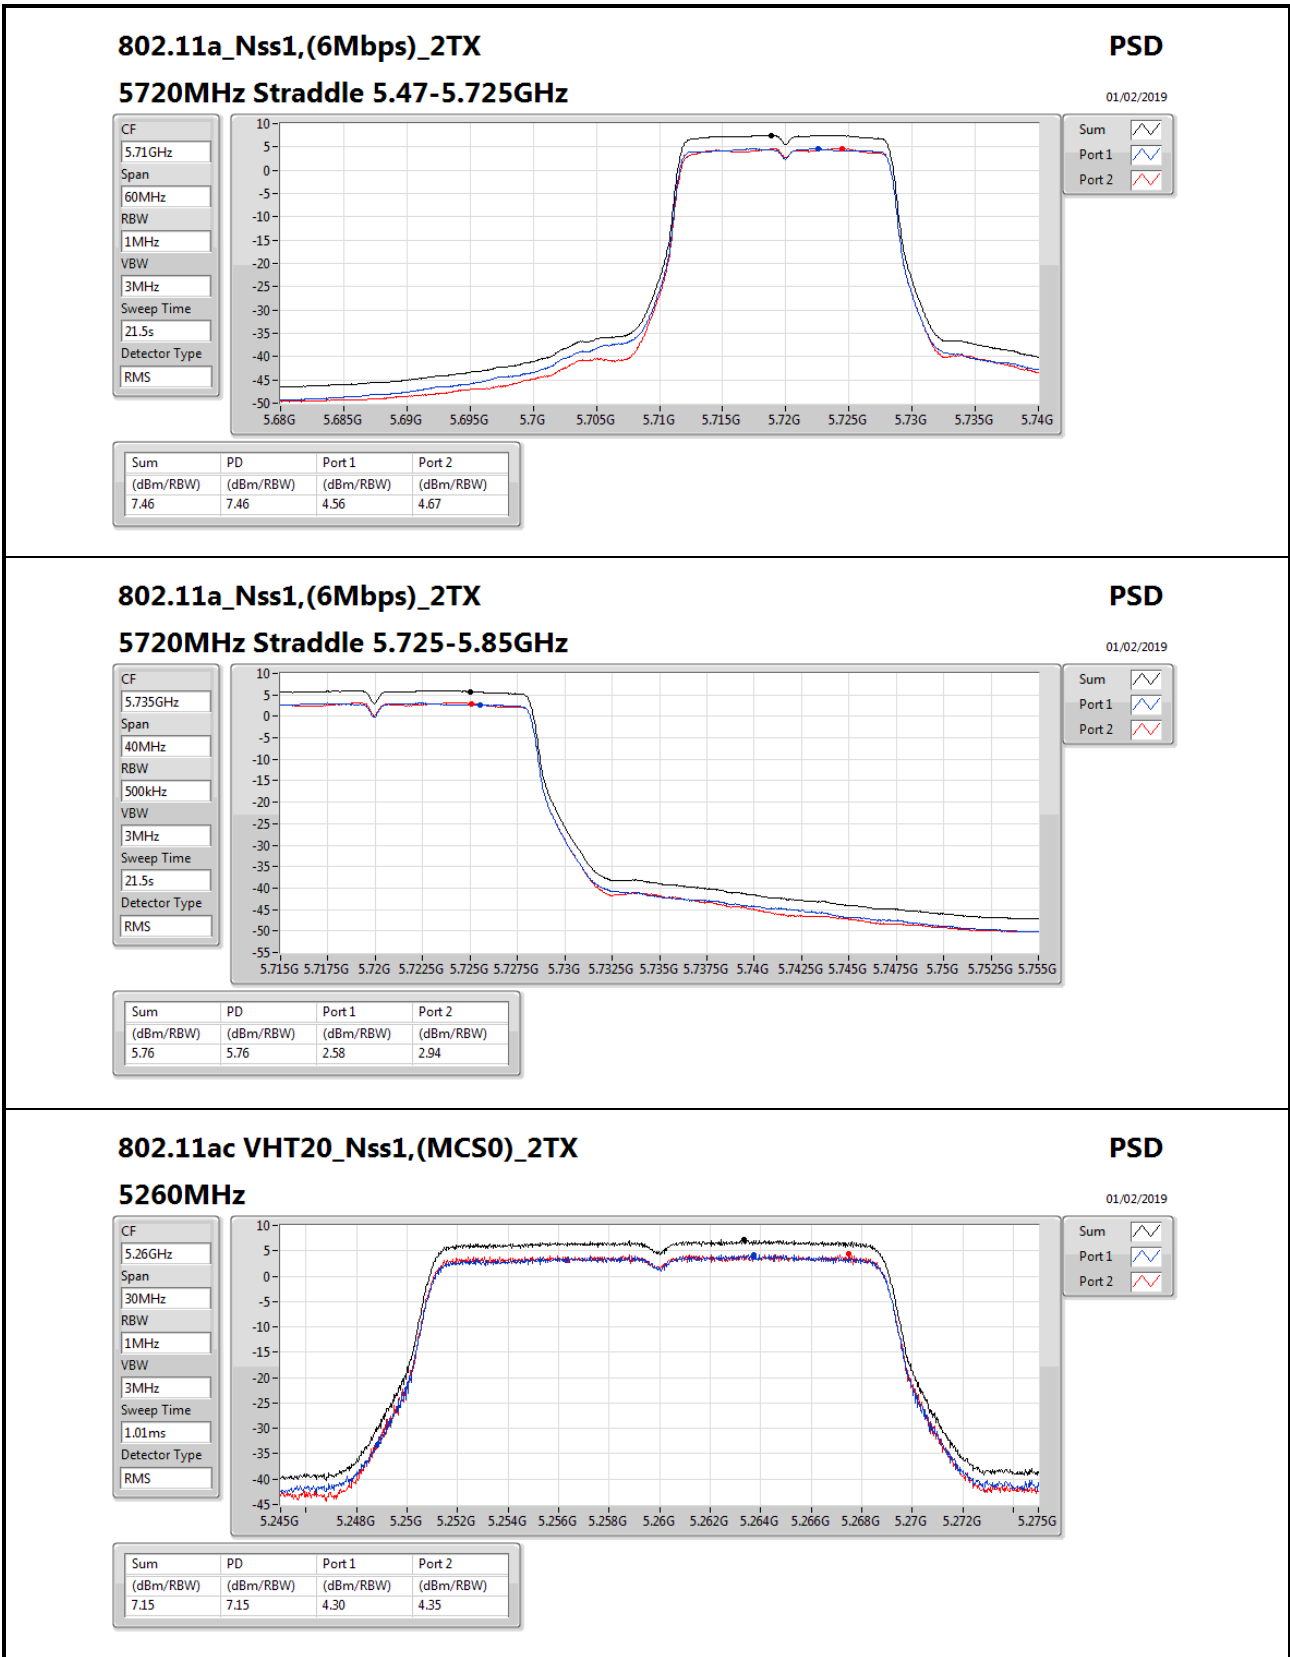 802.11a_Nss1,(6Mbps)_2TX PSD
5720MHz Straddle 5.47-5.725GHz 01/02/2019
CF
5.71GHz
Span
60MHz
RBW
1MHz
VBW
3MHz
Sweep Time
21.5s
Detector Type
RMS
10
5
0
-5
-10
-15
-20
-25
-30
-35
-40
-45
-50
5.68G 5.685G 5.69G 5.695G 5.7G 5.705G 5.71G 5.715G 5.72G 5.725G 5.73G 5.735G 5.74G
Sum
Port 1
Port 2
Sum PD Port 1 Port 2
(dBm/RBW) (dBm/RBW) (dBm/RBW) (dBm/RBW)
7.46 7.46 4.56 4.67
802.11a_Nss1,(6Mbps)_2TX PSD
5720MHz Straddle 5.725-5.85GHz 01/02/2019
CF
5.735GHz
Span
40MHz
RBW
500kHz
VBW
3MHz
Sweep Time
21.5s
Detector Type
RMS
10
5
0
-5
-10
-15
-20
-25
-30
-35
-40
-45
-50
-55
5.715G 5.7175G 5.72G 5.7225G 5.725G 5.7275G 5.73G 5.7325G 5.735G 5.7375G 5.74G 5.7425G 5.745G 5.7475G 5.75G 5.7525G 5.755G
Sum
Port 1
Port 2
Sum PD Port 1 Port 2
(dBm/RBW) (dBm/RBW) (dBm/RBW) (dBm/RBW)
5.76 5.76 2.58 2.94
802.11ac VHT20_Nss1,(MCS0)_2TX PSD
5260MHz 01/02/2019
CF
5.26GHz
Span
30MHz
RBW
1MHz
VBW
3MHz
Sweep Time
1.01ms
Detector Type
RMS
10
5
0
-5
-10
-15
-20
-25
-30
-35
-40
-45
5.245G 5.248G 5.25G 5.252G 5.254G 5.256G 5.258G 5.26G 5.262G 5.264G 5.266G 5.268G 5.27G 5.272G 5.275G
Sum
Port 1
Port 2
Sum PD Port 1 Port 2
(dBm/RBW) (dBm/RBW) (dBm/RBW) (dBm/RBW)
7.15 7.15 4.30 4.35